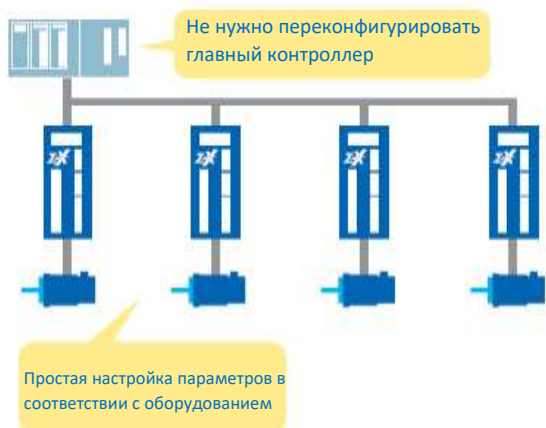 Не нужно переконфигурировать
главный контроллер
Простая настройка параметров в
соответствии с оборудованием